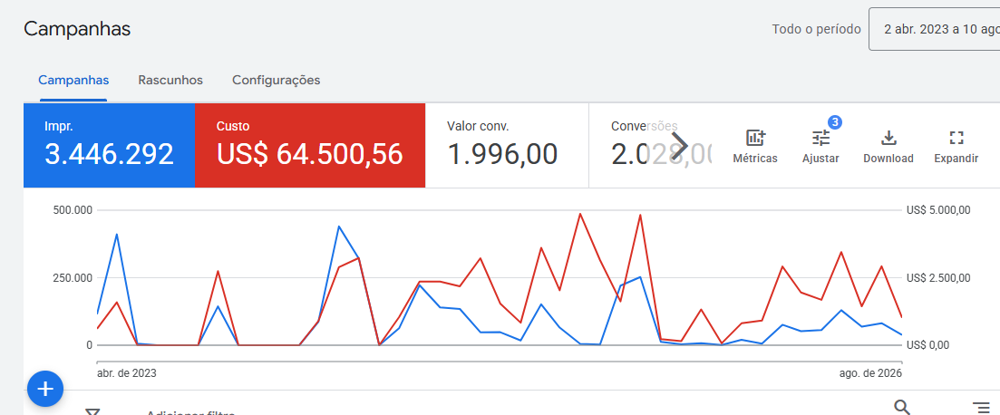 Campanhas
Todo o período
2 abr. 2023 a 10 ago
Campanhas Rascunhos Configurações
Impr.
3.446.292
Custo
US$ 64.500,56
Valor conv.
1.996,00
Conversões
2.028,00
3
Métricas
Ajustar
Download
Expandir
500.000
250.000
0
US$ 5.000,00
US$ 2.500,00
US$ 0,00
abr. de 2023
ago. de 2026
Adicionar filtro